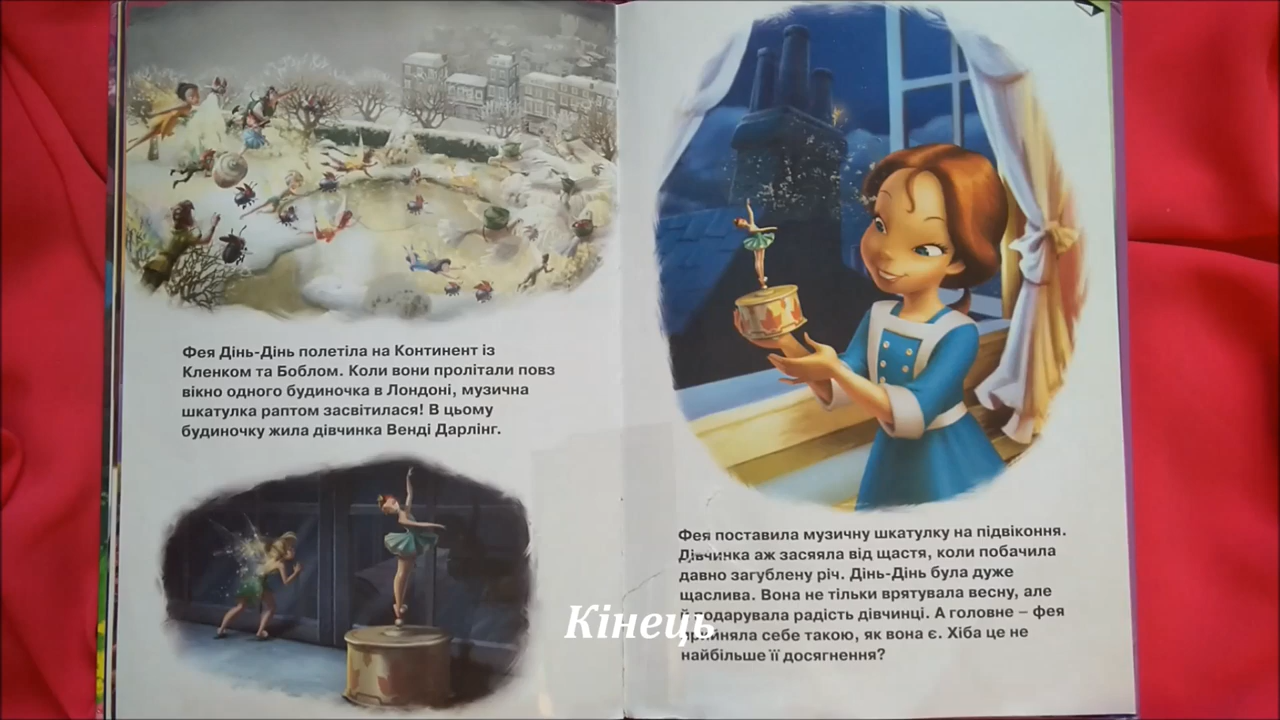 Фея Дінь-Дінь полетіла на Континент із
Кленком та Боблом. Коли вони пролітали повз
вікно одного будиночка в Лондоні, музична
шкатулка раптом засвітилася! В цьому
будиночку жила дівчинка Венді Дарлінг.
Фея поставила музичну шкатулку на підвіконня.
Дівчинка аж засяяла від щастя, коли побачила
давно загублену річ. Дінь-Дінь була дуже
щаслива. Вона не тільки врятувала весну, але
й подарувала радість дівчинці. А головне – фея
прийняла себе такою, як вона є. Хіба це не
найбільше її досягнення?
Кінець